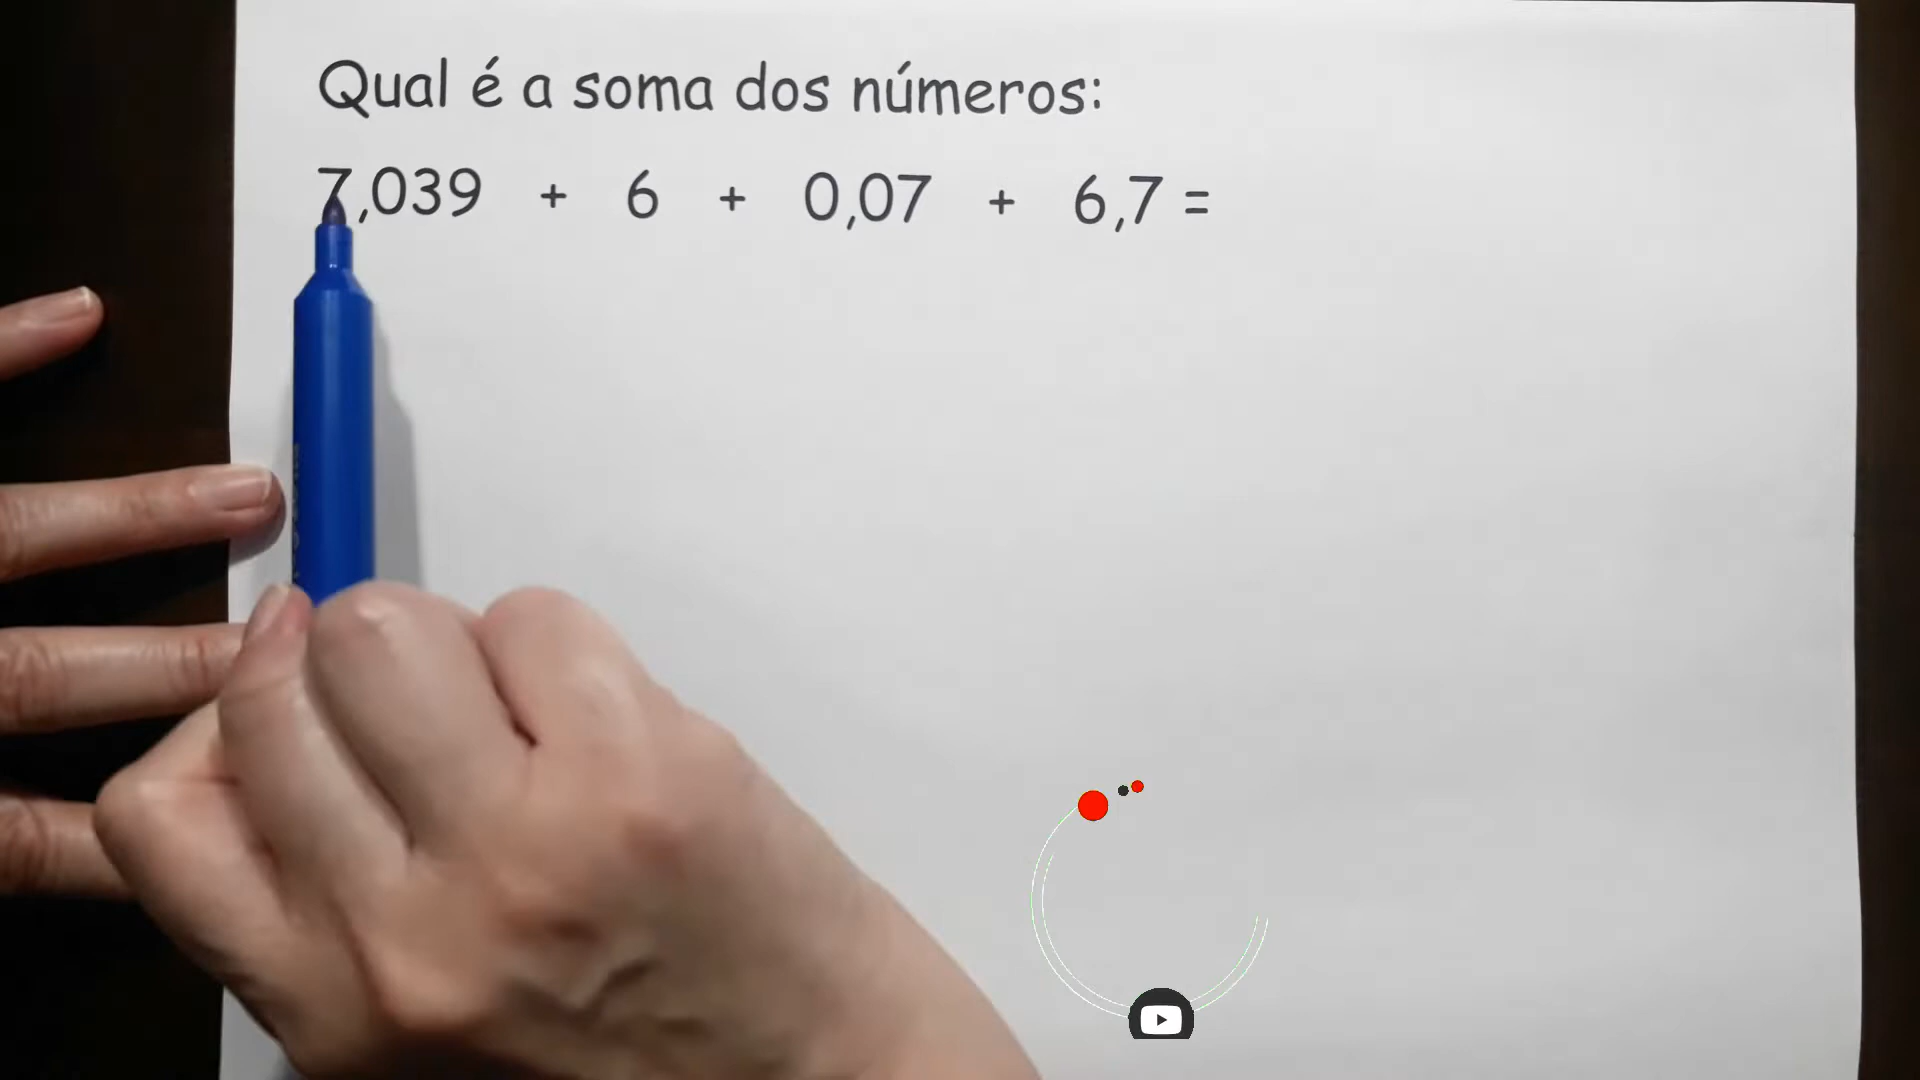 Qual é a soma dos números:
7,039 + 6 + 0,07 + 6,7 =